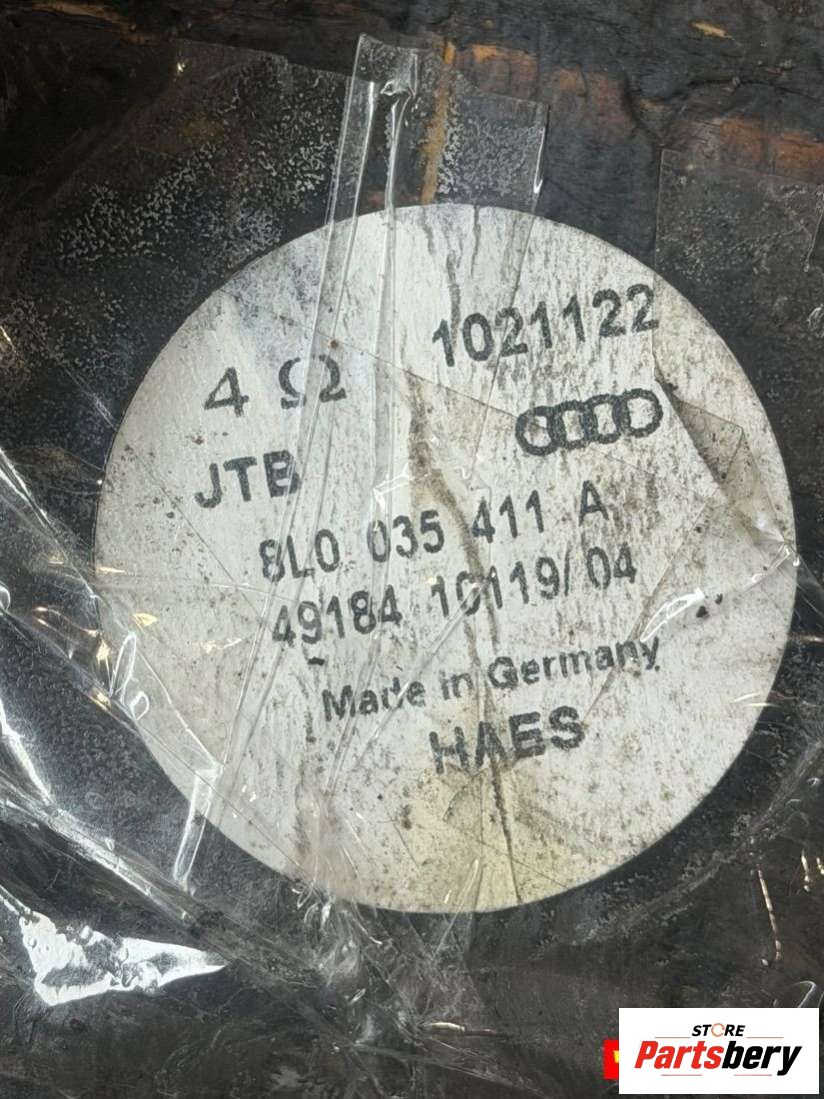 1021122
4 Ω
JTB
8L0 035 411 A
49184 10119/04
Made in Germany
HAES
STORE
Partsbery